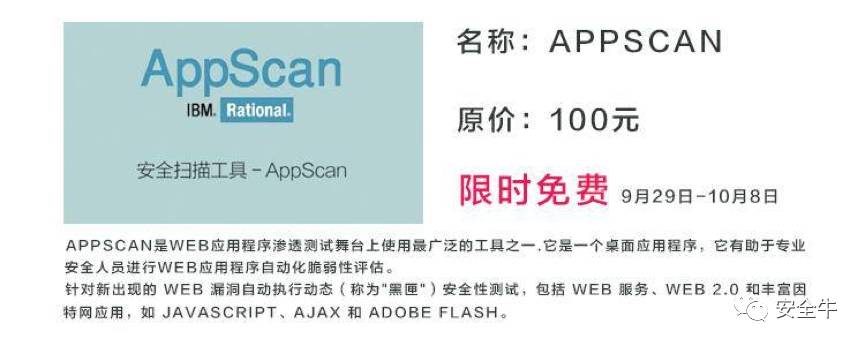 AppScan
IBM. Rational.
安全扫描工具-AppScan
名称：APPSCAN
原价：100元
限时免费 9月29日-10月8日
APPSCAN是WEB应用程序渗透测试舞台上使用最广泛的工具之一.它是一个桌面应用程序，它有助于专业
安全人员进行WEB应用程序自动化脆弱性评估。
针对新出现的 WEB 漏洞自动执行动态（称为"黑匣"）安全性测试，包括 WEB 服务、WEB 2.0 和丰富因
特网应用，如 JAVASCRIPT、AJAX 和 ADOBE FLASH。
安全牛